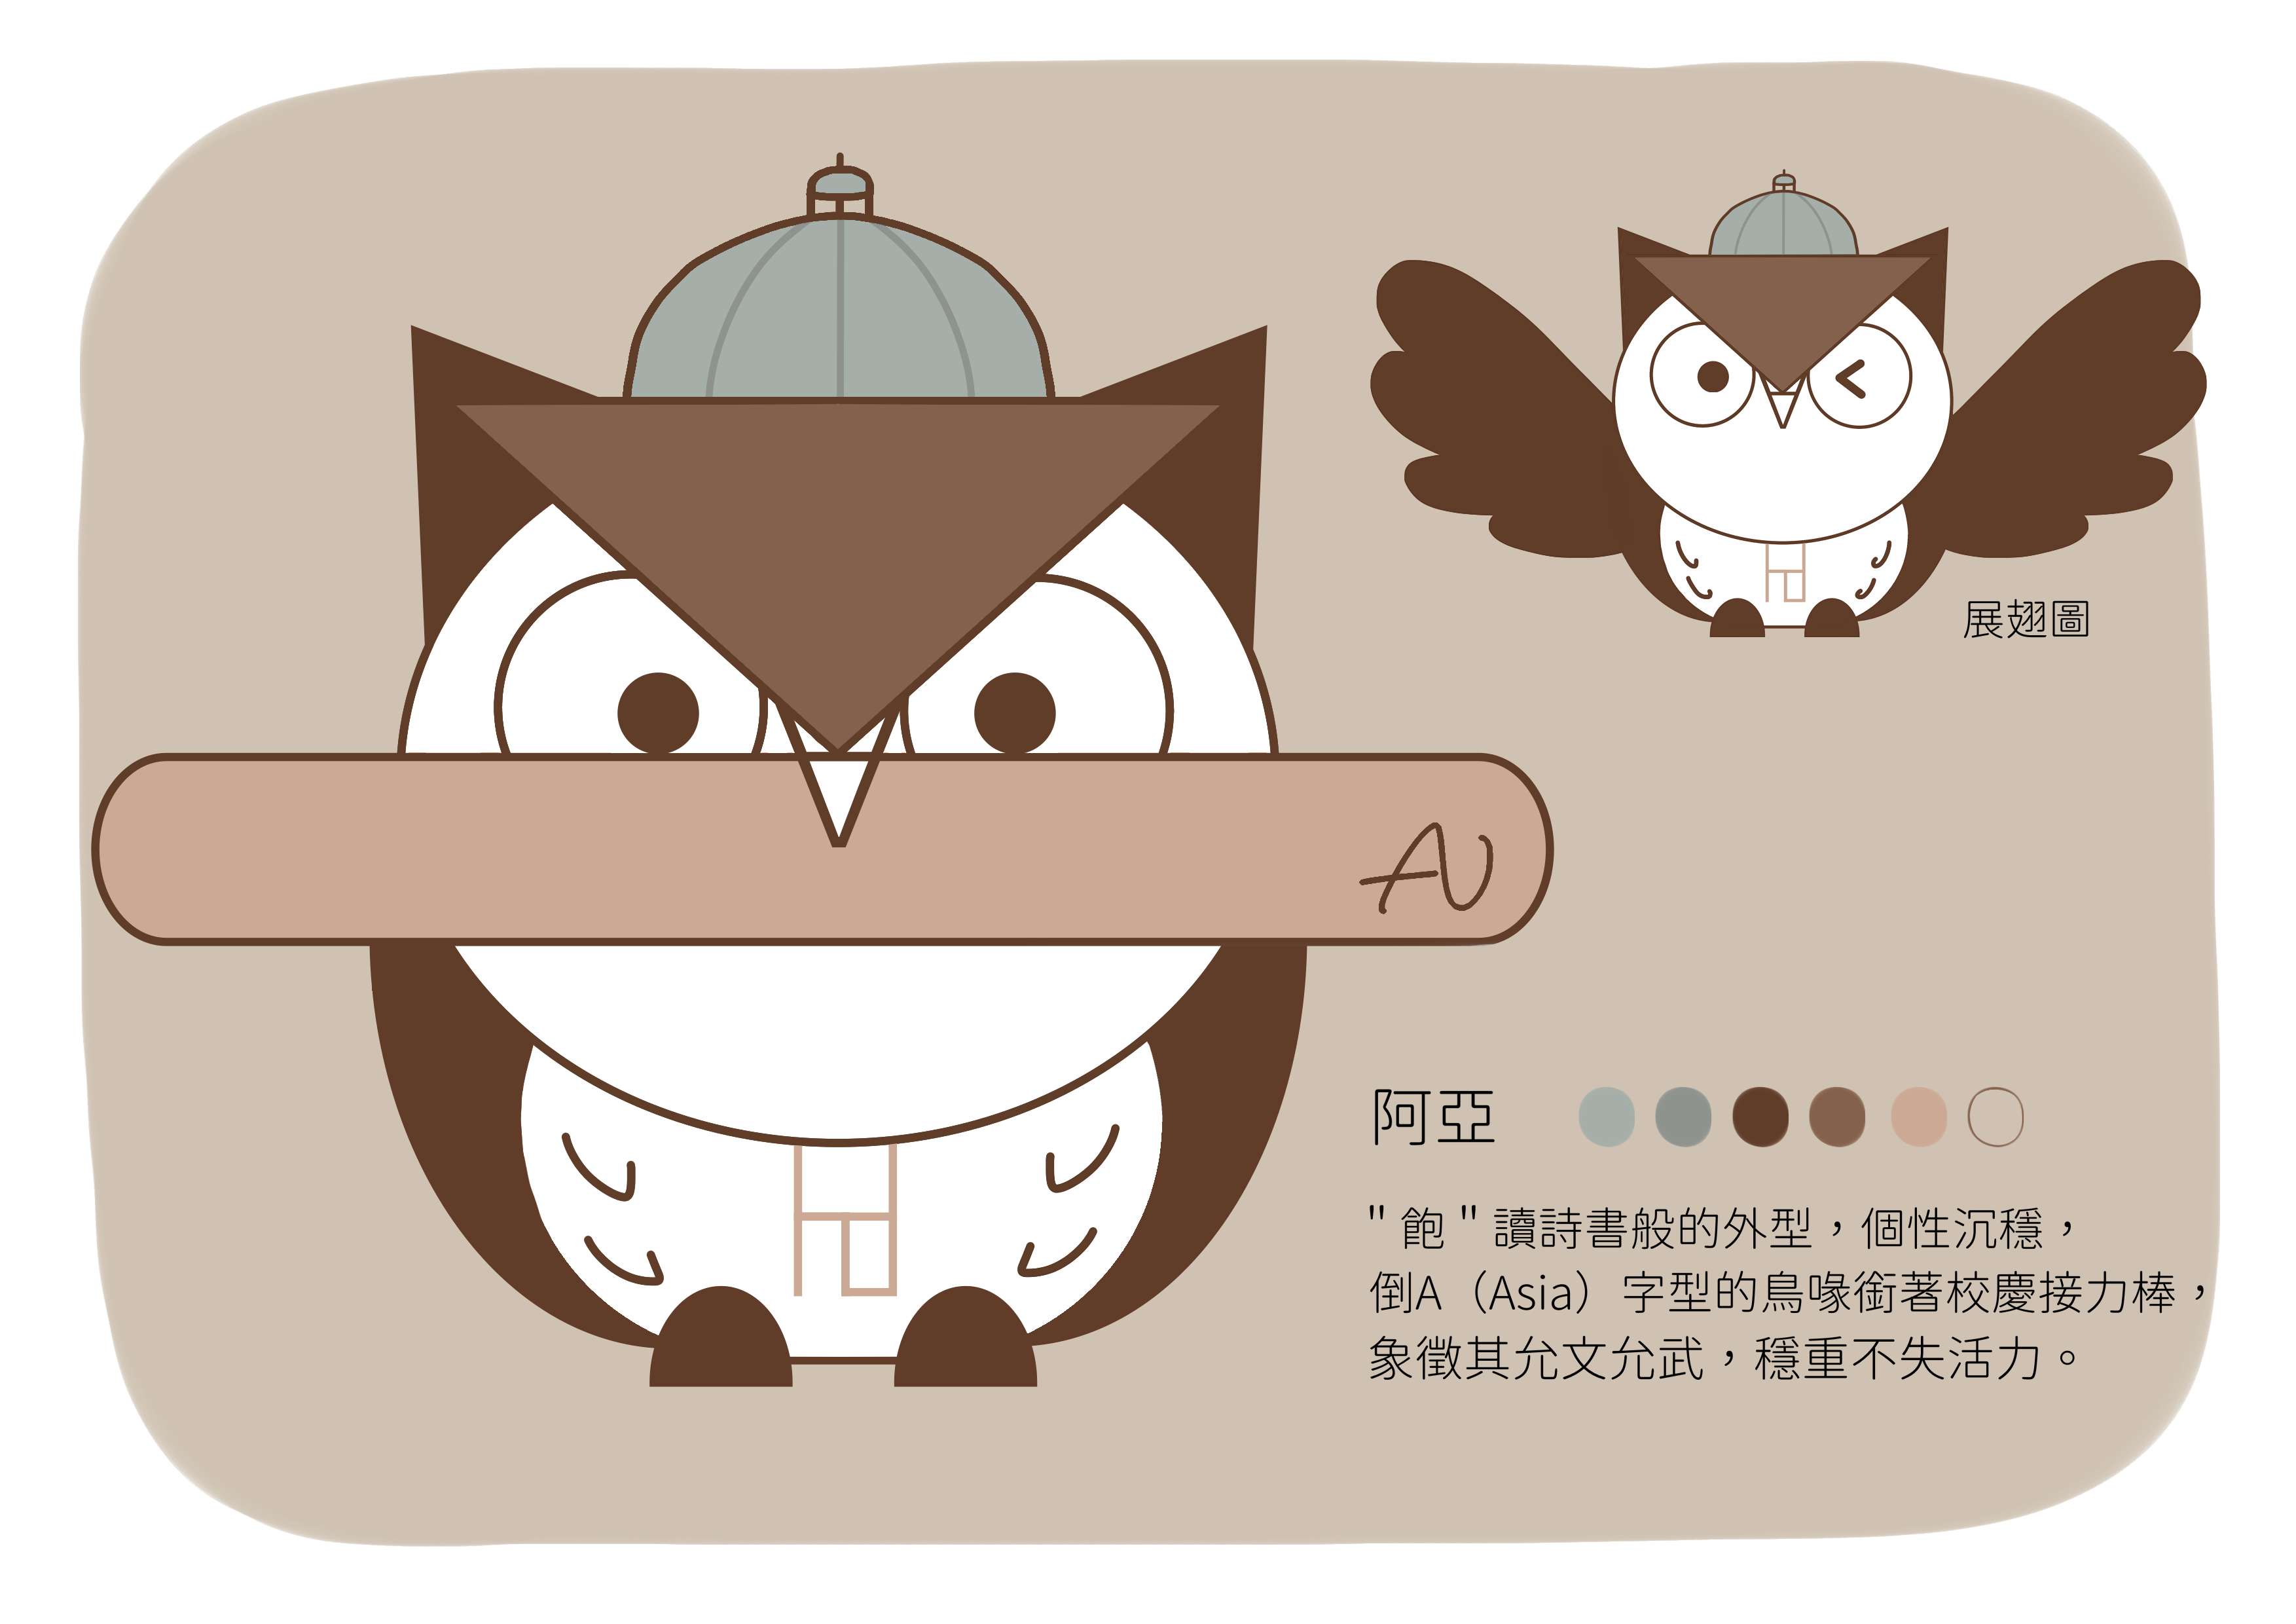 展翅圖
AU
阿亞
"飽"讀詩書般的外型，個性沉穩，
倒A（Asia）字型的鳥喙銜著校慶接力棒，
象徵其允文允武，穩重不失活力。